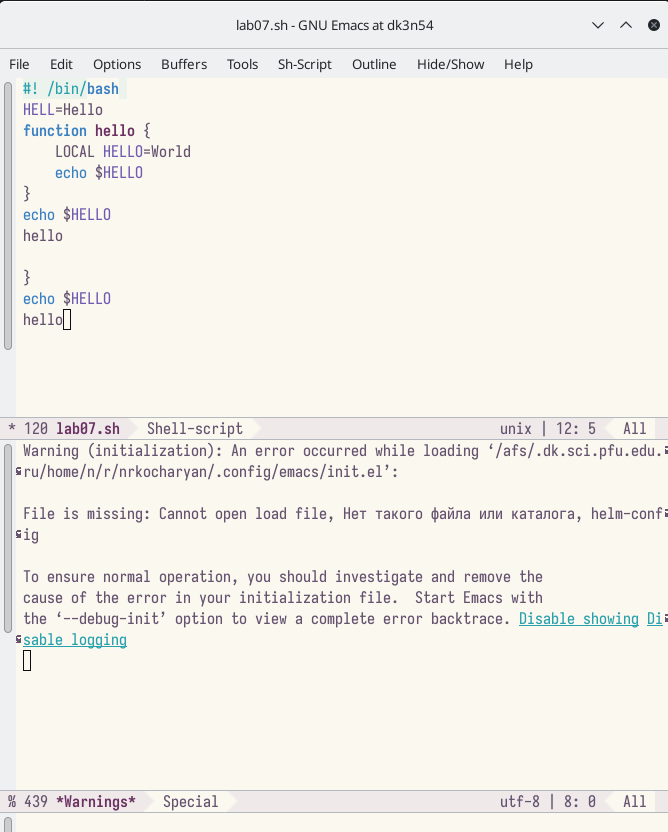 lab07.sh - GNU Emacs at dk3n54
File Edit Options Buffers Tools Sh-Script Outline Hide/Show Help
#! /bin/bash
HELL=Hello
function hello {
    LOCAL HELLO=World
    echo $HELLO
}
echo $HELLO
hello
}
echo $HELLO
hello
* 120 lab07.sh Shell-script unix | 12: 5 All
Warning (initialization): An error occurred while loading ‘/afs/.dk.sci.pfu.edu.
ru/home/n/r/nrkocharyan/.config/emacs/init.el’:
File is missing: Cannot open load file, Нет такого файла или каталога, helm-conf
ig
To ensure normal operation, you should investigate and remove the
cause of the error in your initialization file.  Start Emacs with
the ‘--debug-init’ option to view a complete error backtrace. Disable showing Di
sable logging
% 439 *Warnings* Special utf-8 | 8: 0 All